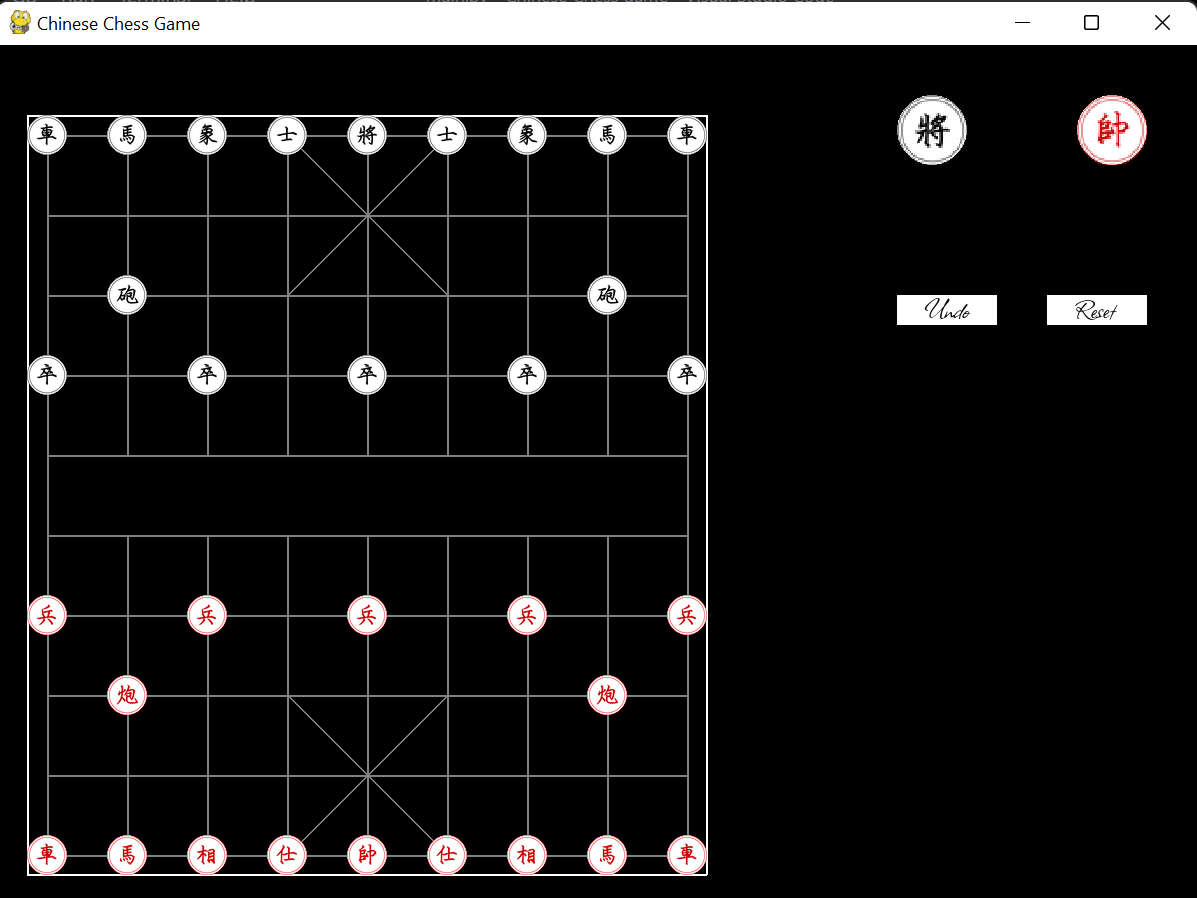 Chinese Chess Game
車 馬 象 士 將 士 象 馬 車
砲 砲
卒 卒 卒 卒 卒
兵 兵 兵 兵 兵
炮 炮
車 馬 相 仕 帥 仕 相 馬 車
將 帥
Undo Reset